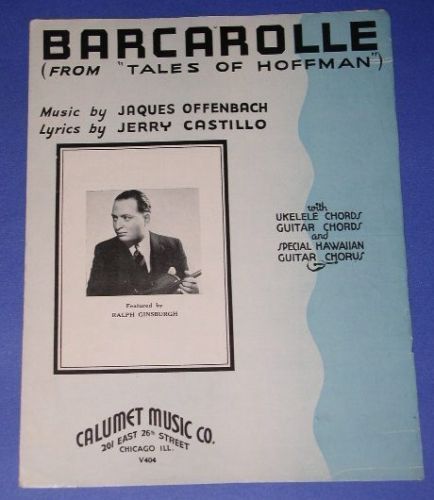 BARCAROLLE
(FROM "TALES OF HOFFMAN")
Music by JAQUES OFFENBACH
Lyrics by JERRY CASTILLO
with
UKELELE CHORDS
GUITAR CHORDS
and
SPECIAL HAWAIIAN
GUITAR CHORUS
Featured by
RALPH GINSBURGH
CALUMET MUSIC CO.
201 EAST 26th STREET
CHICAGO ILL.
V404